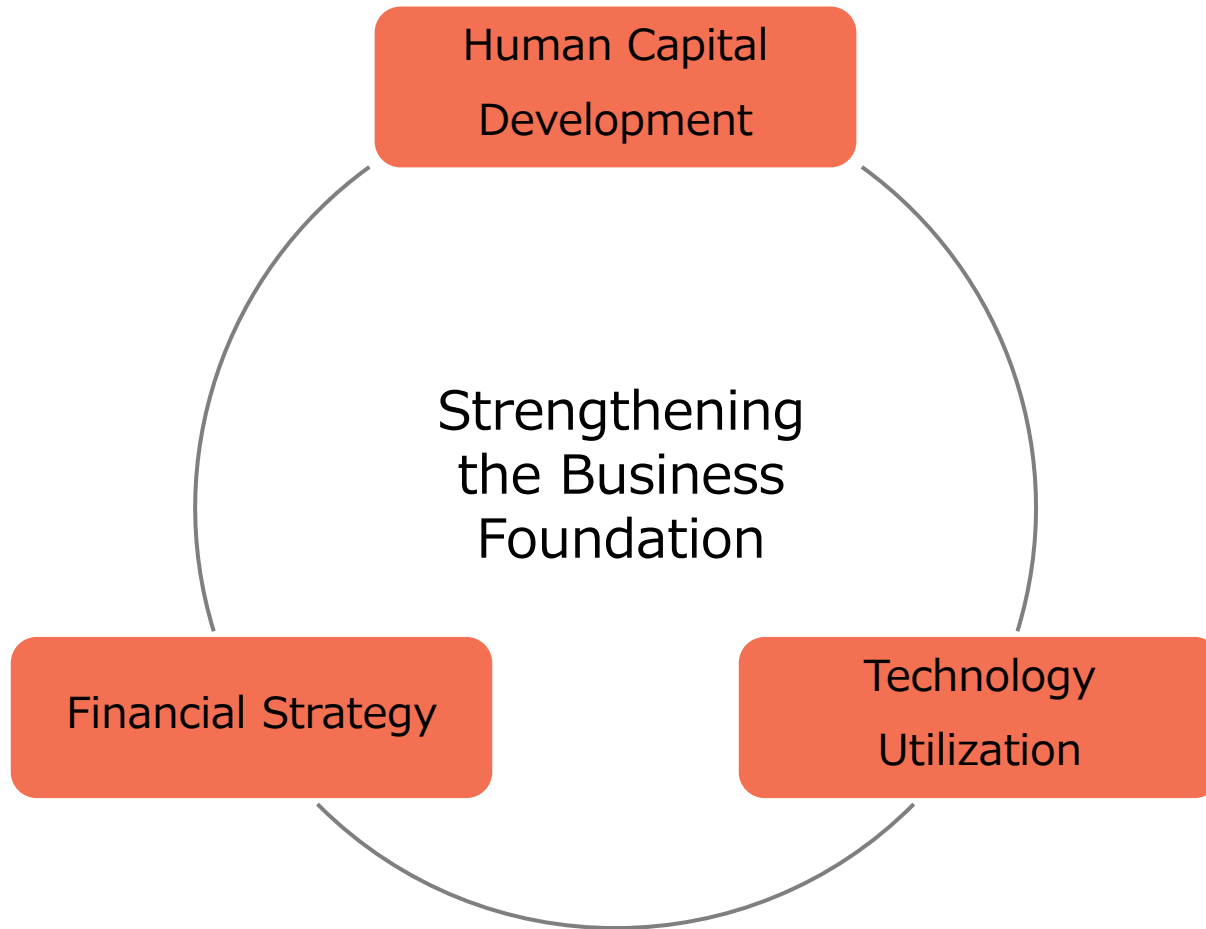 Human Capital
Development
Strengthening
the Business
Foundation
Financial Strategy
Technology
Utilization